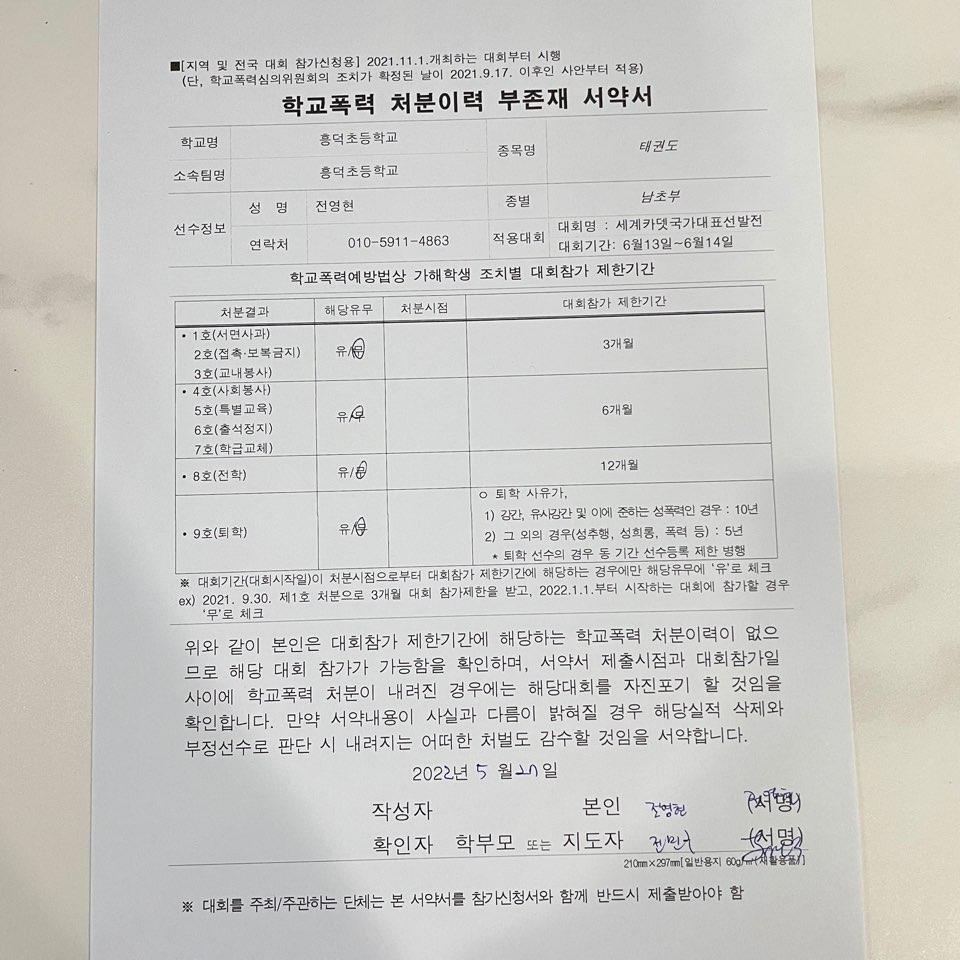 ■[지역 및 전국 대회 참가신청용] 2021.11.1.개최하는 대회부터 시행
(단, 학교폭력심의위원회의 조치가 확정된 날이 2021.9.17. 이후인 사안부터 적용)
학교폭력 처분이력 부존재 서약서
학교명 흥덕초등학교 종목명 태권도
소속팀명 흥덕초등학교
선수정보 성 명 전영현 종별 남초부
연락처 010-5911-4863 적용대회 대회명 : 세계카뎃국가대표선발전
대회기간: 6월13일~6월14일
학교폭력예방법상 가해학생 조치별 대회참가 제한기간
처분결과 해당유무 처분시점 대회참가 제한기간
• 1호(서면사과)
2호(접촉·보복금지) 유/무 3개월
3호(교내봉사)
• 4호(사회봉사)
5호(특별교육) 유/무 6개월
6호(출석정지)
7호(학급교체)
• 8호(전학) 유/무 12개월
• 9호(퇴학) 유/무 ㅇ 퇴학 사유가,
1) 강간, 유사강간 및 이에 준하는 성폭력인 경우 : 10년
2) 그 외의 경우(성추행, 성희롱, 폭력 등) : 5년
* 퇴학 선수의 경우 동 기간 선수등록 제한 병행
※ 대회기간(대회시작일)이 처분시점으로부터 대회참가 제한기간에 해당하는 경우에만 해당유무에 '유'로 체크
ex) 2021. 9.30. 제1호 처분으로 3개월 대회 참가제한을 받고, 2022.1.1.부터 시작하는 대회에 참가할 경우
'무'로 체크
위와 같이 본인은 대회참가 제한기간에 해당하는 학교폭력 처분이력이 없으
므로 해당 대회 참가가 가능함을 확인하며, 서약서 제출시점과 대회참가일
사이에 학교폭력 처분이 내려진 경우에는 해당대회를 자진포기 할 것임을
확인합니다. 만약 서약내용이 사실과 다름이 밝혀질 경우 해당실적 삭제와
부정선수로 판단 시 내려지는 어떠한 처벌도 감수할 것임을 서약합니다.
2022년 5 월 27 일
작성자 본인 전영현 (서명)
확인자 학부모 또는 지도자 전민구 (서명)
210㎜×297㎜[일반용지 60g/㎡(재활용품)]
※ 대회를 주최/주관하는 단체는 본 서약서를 참가신청서와 함께 반드시 제출받아야 함